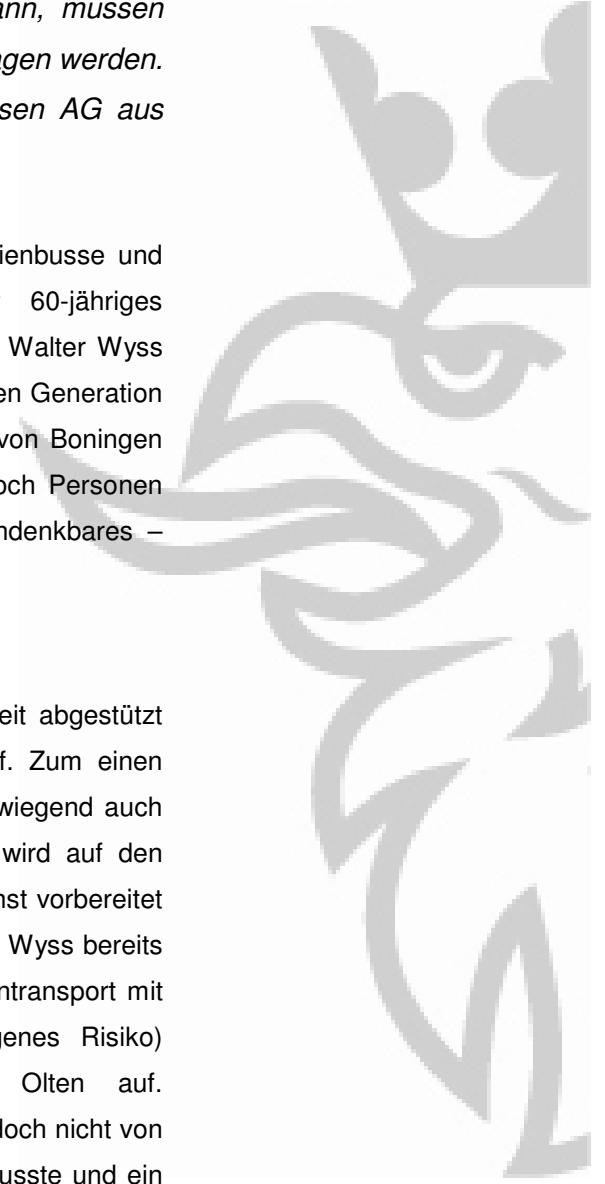 ann, müssen
agen werden.
sen AG aus
ienbusse und
60-jähriges
Walter Wyss
en Generation
von Boningen
och Personen
ndenkbares –
eit abgestützt
f. Zum einen
wiegend auch
wird auf den
nst vorbereitet
Wyss bereits
ntransport mit
genes Risiko)
Olten auf.
doch nicht von
usste und ein